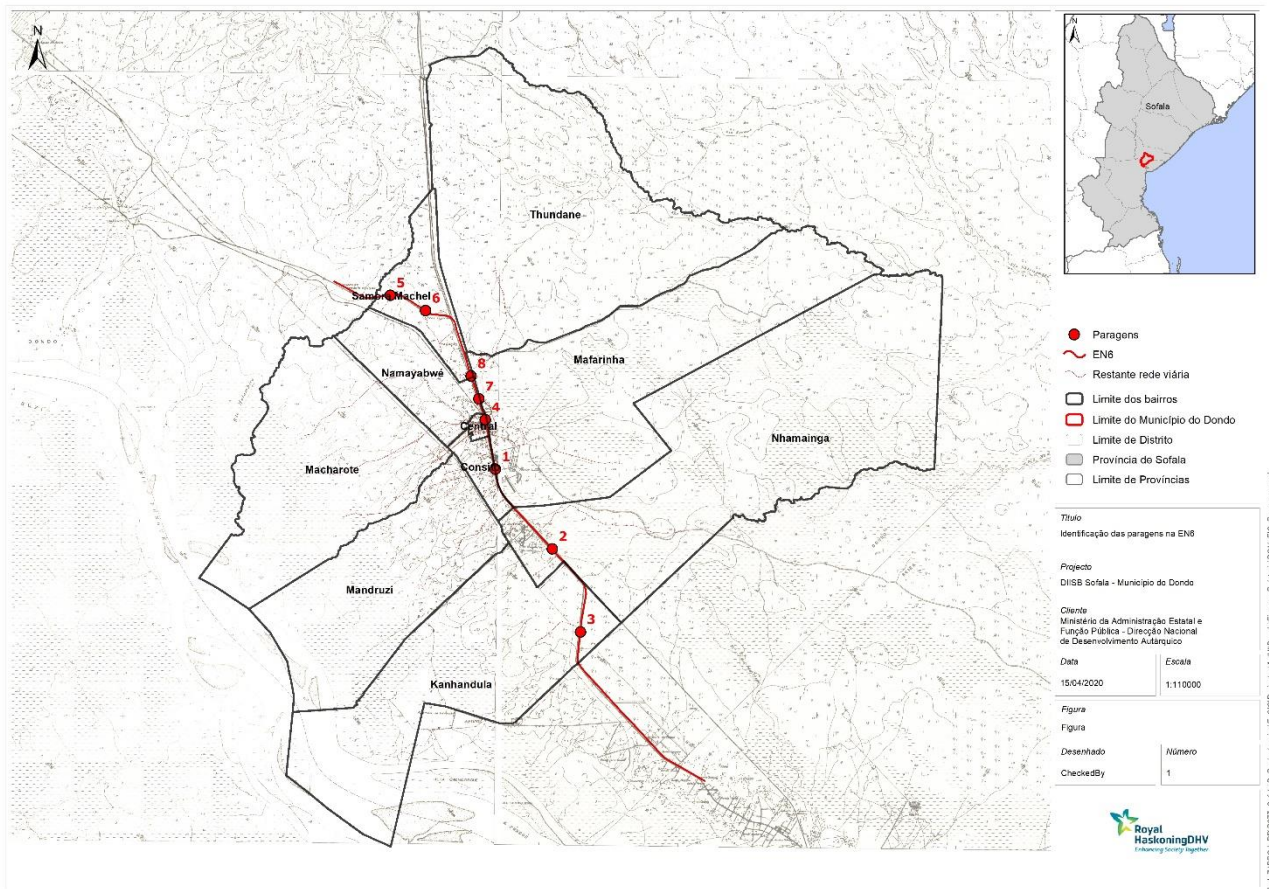 N
Thundane
5
Samora Machel
6
8
Mafarinha
Namayabwé
7
4
Central
Nhamainga
Macharote
Consito
1
2
Mandruzi
3
Kanhandula
N
Sofala
Paragens
EN6
Restante rede viária
Limite dos bairros
Limite do Município do Dondo
Limite de Distrito
Província de Sofala
Limite de Províncias
Título
Identificação das paragens na EN6
Projecto
DIISB Sofala - Município do Dondo
Cliente
Ministério da Administração Estatal e
Função Pública - Direcção Nacional
de Desenvolvimento Autárquico
Data
Escala
15/04/2020
1:110000
Figura
Figura
Desenhado
Número
CheckedBy
1
Royal
HaskoningDHV
Enhancing Society Together